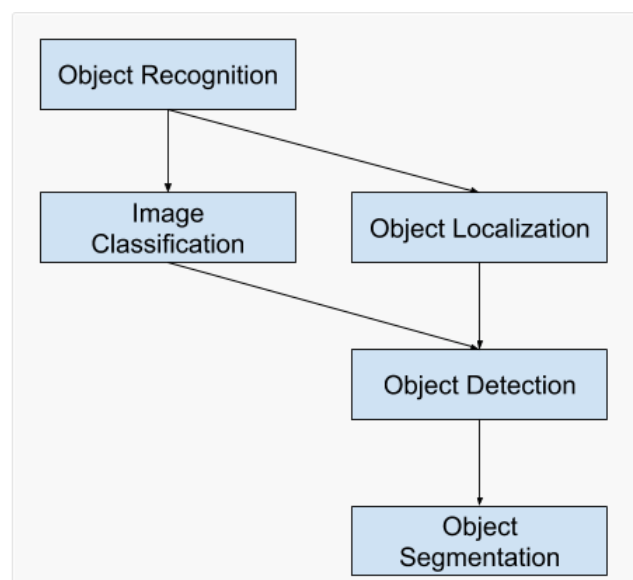 Object Recognition
Image
Classification
Object Localization
Object Detection
Object
Segmentation